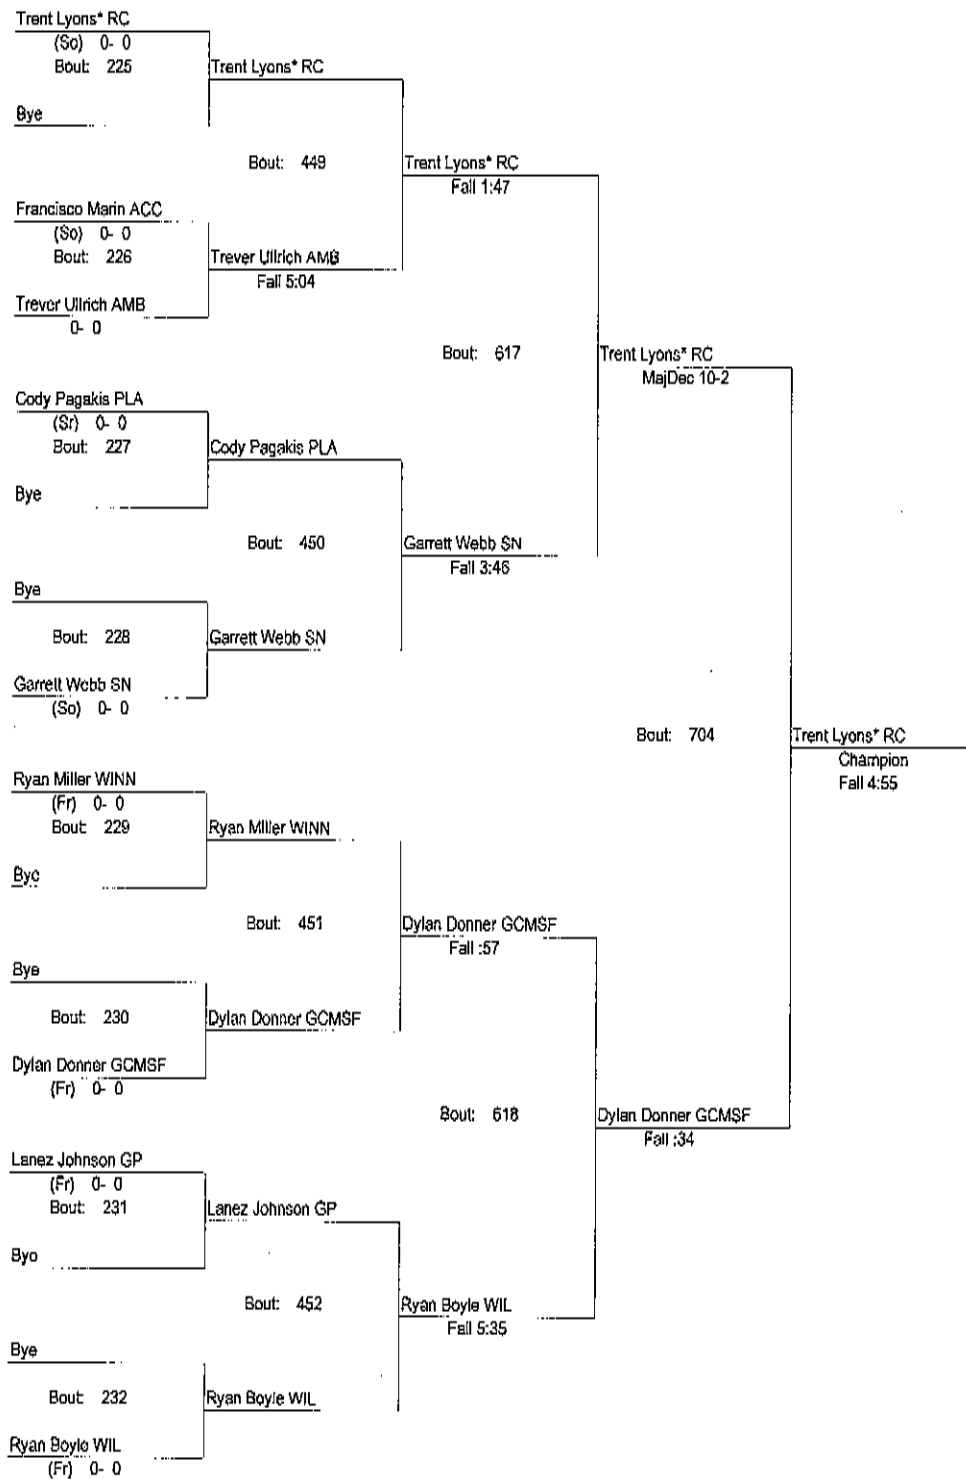 Trent Lyons* RC
(So) 0- 0
Bout: 225
Trent Lyons* RC
Bye
Bout: 449
Trent Lyons* RC
Fall 1:47
Francisco Marin ACC
(So) 0- 0
Bout: 226
Trever Ullrich AMB
Fall 5:04
Trever Ullrich AMB
0- 0
Bout: 617
Trent Lyons* RC
MajDec 10-2
Cody Pagakis PLA
(Sr) 0- 0
Bout: 227
Cody Pagakis PLA
Bye
Bout: 450
Garrett Webb SN
Fall 3:46
Bye
Bout: 228
Garrett Webb SN
Garrett Webb SN
(So) 0- 0
Bout: 704
Trent Lyons* RC
Champion
Fall 4:55
Ryan Miller WINN
(Fr) 0- 0
Bout: 229
Ryan Miller WINN
Bye
Bout: 451
Dylan Donner GCMSF
Fall :57
Bye
Bout: 230
Dylan Donner GCMSF
Dylan Donner GCMSF
(Fr) 0- 0
Bout: 618
Dylan Donner GCMSF
Fall :34
Lanez Johnson GP
(Fr) 0- 0
Bout: 231
Lanez Johnson GP
Bye
Bout: 452
Ryan Boyle WIL
Fall 5:35
Bye
Bout: 232
Ryan Boyle WIL
Ryan Boyle WIL
(Fr) 0- 0